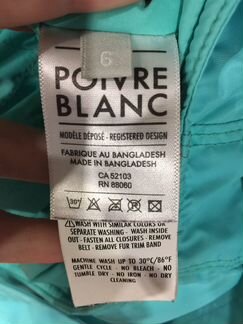 6
POIVRE
BLANC
MODÈLE DÉPOSÉ - REGISTERED DESIGN
FABRIQUE AU BANGLADESH
MADE IN BANGLADESH
CA 52103
RN 88060
30°
WASH WITH SIMILAR COLORS OR
SEPARATE WASHING - WASH INSIDE
OUT - FASTEN ALL CLOSURES - REMOVE
BELT - REMOVE FUR TRIM BAND
MACHINE WASH UP TO 30°C/86°F
GENTLE CYCLE - NO BLEACH - NO
TUMBLE DRY - NO IRON - NO DRY
CLEANING